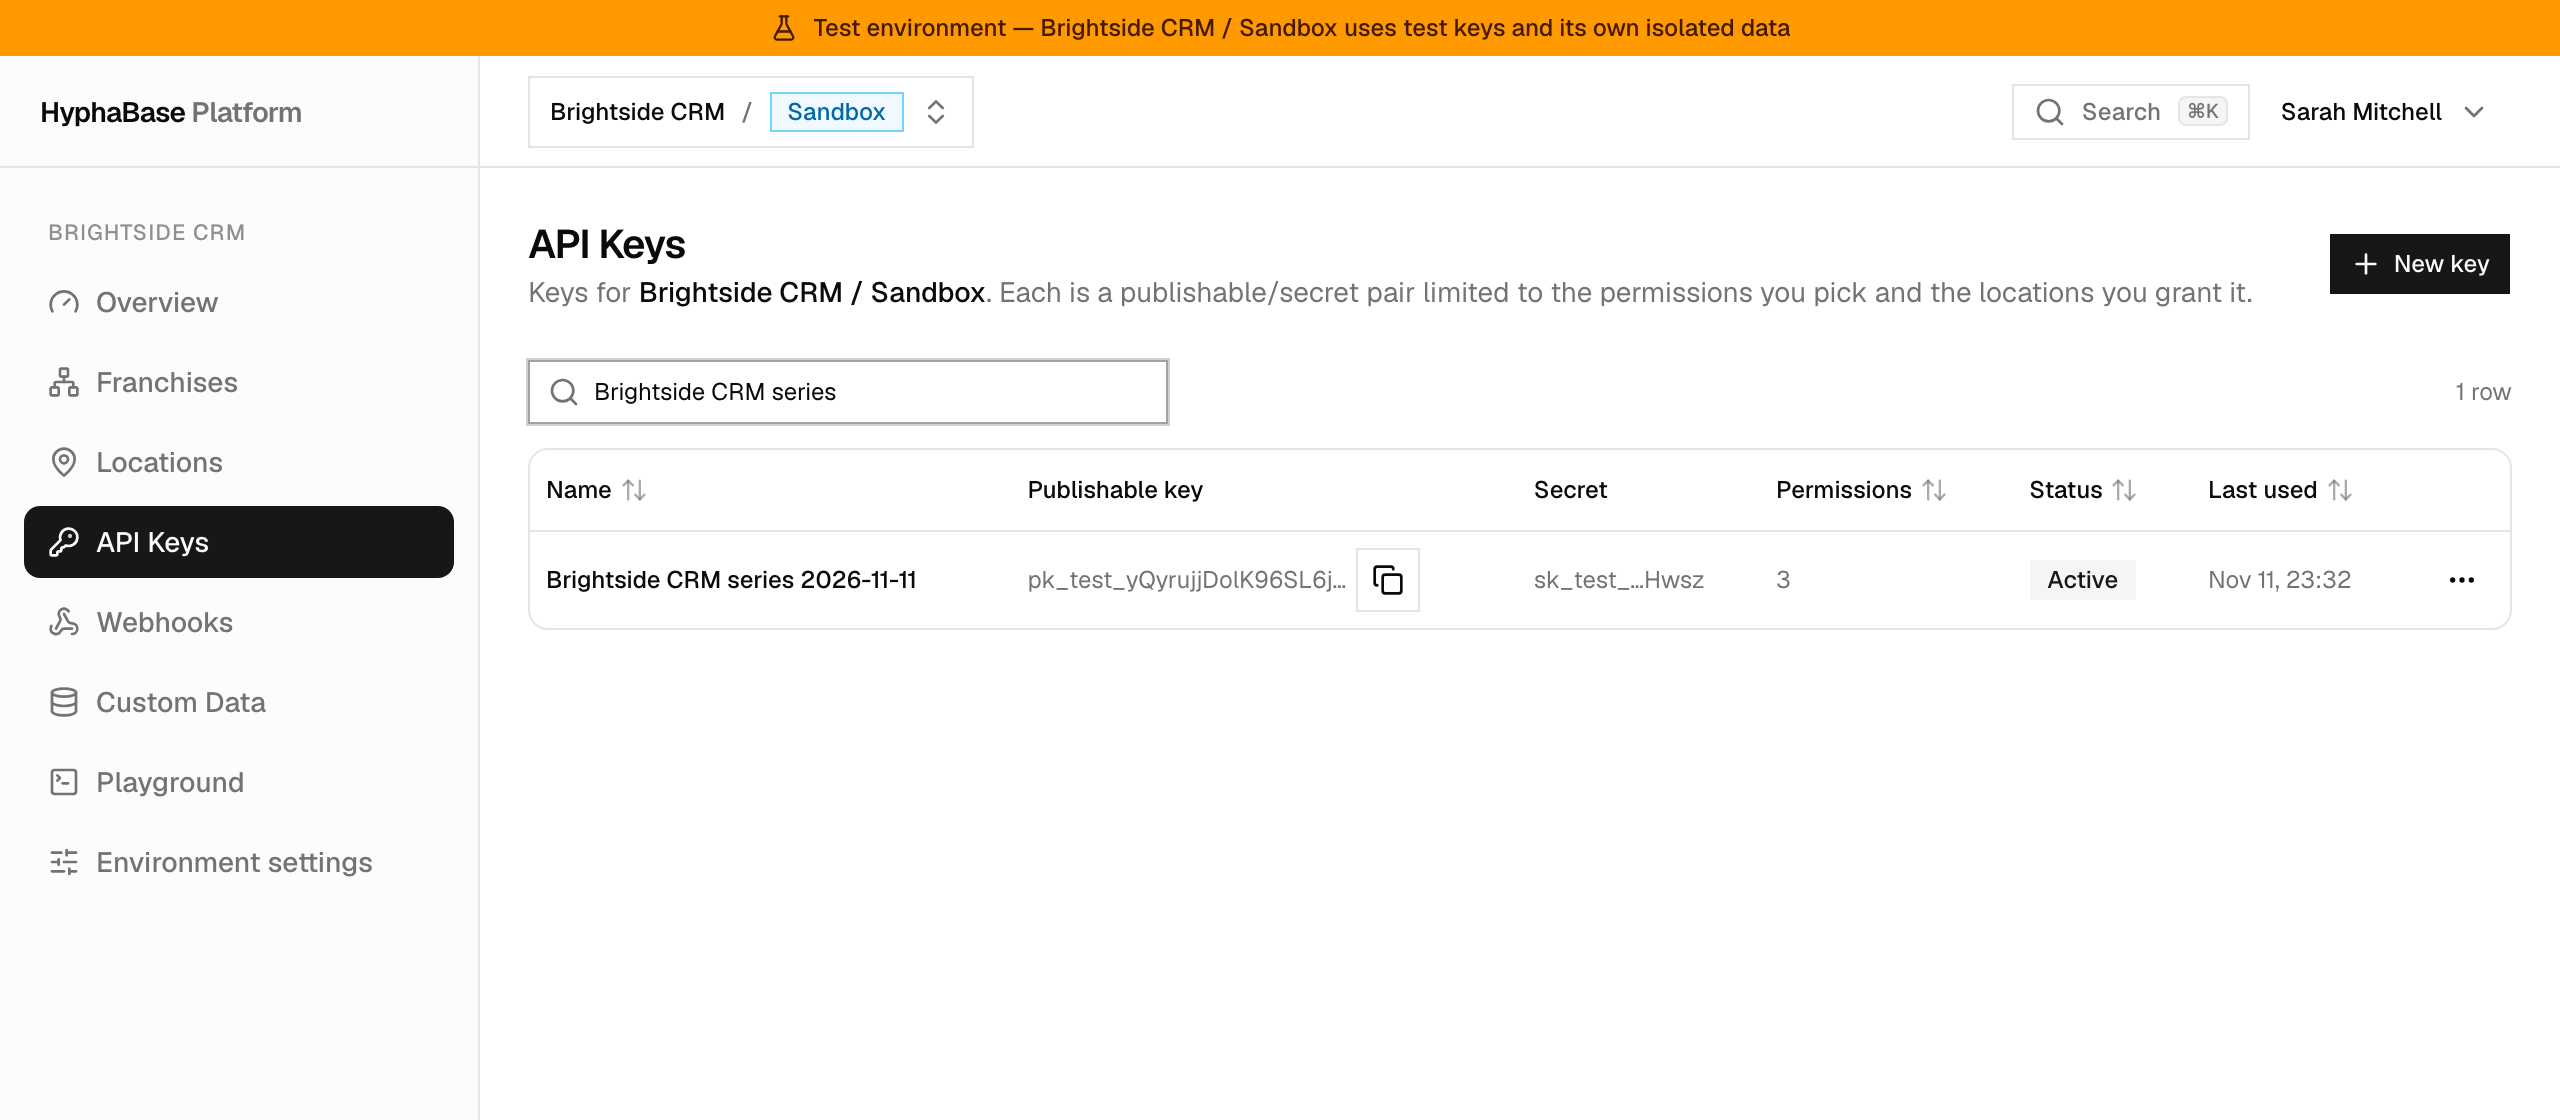 Test environment — Brightside CRM / Sandbox uses test keys and its own isolated data
HyphaBase Platform
Brightside CRM / Sandbox
Search ⌘K
Sarah Mitchell
BRIGHTSIDE CRM
Overview
Franchises
Locations
API Keys
Webhooks
Custom Data
Playground
Environment settings
API Keys
Keys for Brightside CRM / Sandbox. Each is a publishable/secret pair limited to the permissions you pick and the locations you grant it.
New key
Brightside CRM series
1 row
Name Publishable key Secret Permissions Status Last used
Brightside CRM series 2026-11-11 pk_test_yQyrujjDolK96SL6j… sk_test_…Hwsz 3 Active Nov 11, 23:32